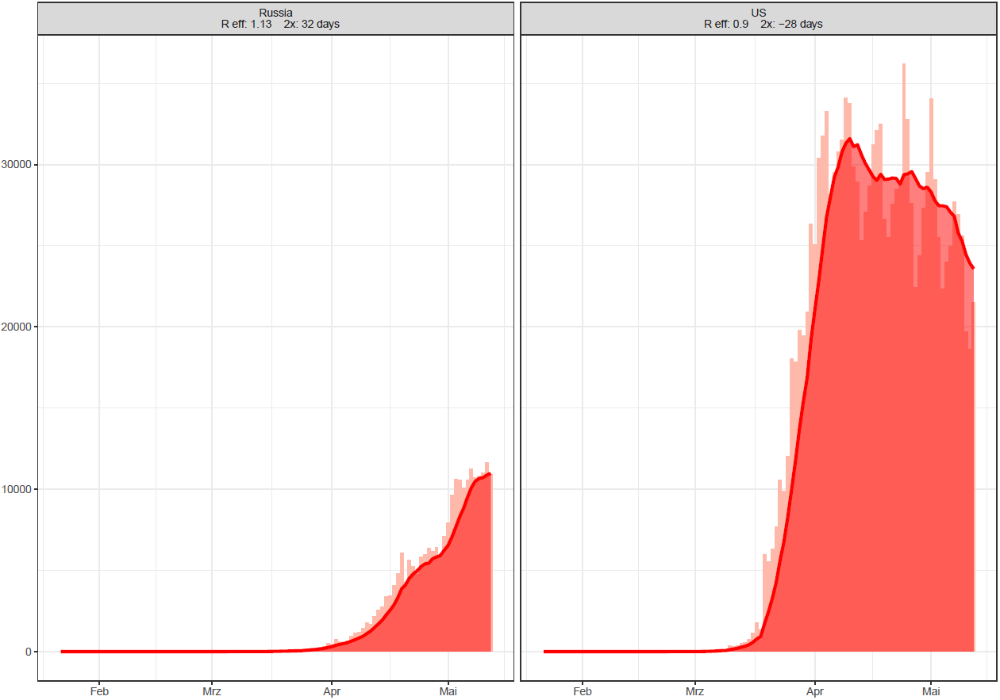 Russia
R eff: 1.13 2x: 32 days
US
R eff: 0.9 2x: −28 days
30000
20000
10000
0
Feb Mrz Apr Mai
Feb Mrz Apr Mai